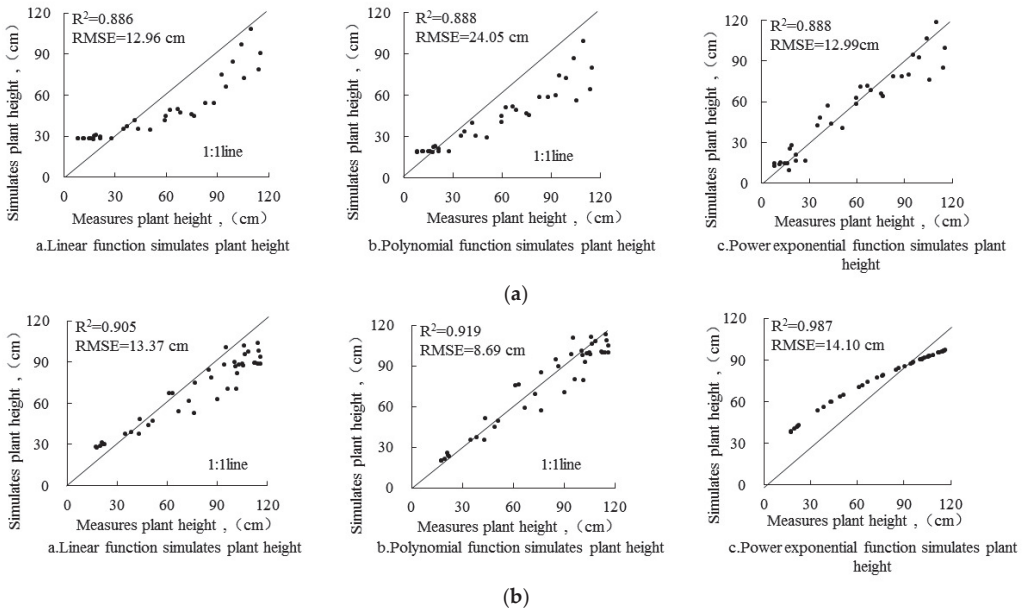 R²=0.886
RMSE=12.96 cm
120
90
60
30
0
0 30 60 90 120
1:1line
Simulates plant height，（cm）
Measures plant height，（cm）
a.Linear function simulates plant height
R²=0.888
RMSE=24.05 cm
120
90
60
30
0
0 30 60 90 120
1:1line
Simulates plant height，（cm）
Measures plant height，（cm）
b.Polynomial function simulates plant height
R²=0.888
RMSE=12.99cm
120
90
60
30
0
0 30 60 90 120
Simulates plant height，（cm）
Measures plant height，（cm）
c.Power exponential function simulates plant
height
(a)
R²=0.905
RMSE=13.37 cm
120
90
60
30
0
0 30 60 90 120
1:1line
Simulates plant height，（cm）
Measures plant height，（cm）
a.Linear function simulates plant height
R²=0.919
RMSE=8.69 cm
120
90
60
30
0
0 30 60 90 120
1:1line
Simulates plant height，（cm）
Measures plant height，（cm）
b.Polynomial function simulates plant height
R²=0.987
RMSE=14.10 cm
120
90
60
30
0
0 30 60 90 120
Simulates plant height，（cm）
Measures plant height，（cm）
c.Power exponential function simulates plant
height
(b)